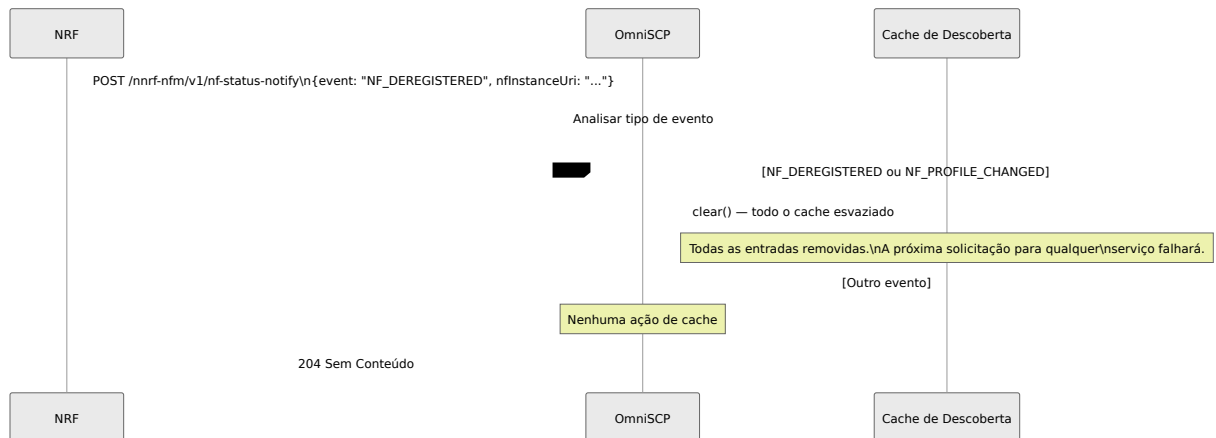 NRF
OmniSCP
Cache de Descoberta
POST /nnrf-nfm/v1/nf-status-notify\n{event: "NF_DEREGISTERED", nfInstanceUri: "..."}
Analisar tipo de evento
[NF_DEREGISTERED ou NF_PROFILE_CHANGED]
clear() — todo o cache esvaziado
Todas as entradas removidas.\nA próxima solicitação para qualquer\nserviço falhará.
[Outro evento]
Nenhuma ação de cache
204 Sem Conteúdo
NRF
OmniSCP
Cache de Descoberta